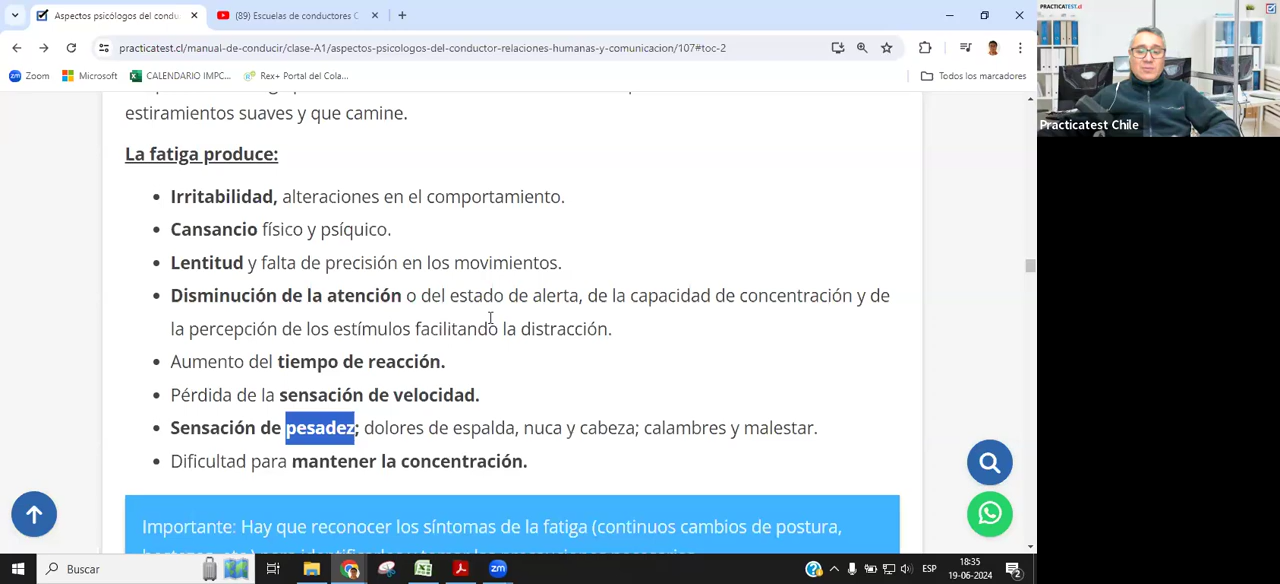 Aspectos psicólogos del condu
(89) Escuelas de conductores C
practicatest.cl/manual-de-conducir/clase-A1/aspectos-psicologos-del-conductor-relaciones-humanas-y-comunicacion/107#toc-2
Zoom
Microsoft
CALENDARIO IMPC...
Rex+ Portal del Cola...
Todos los marcadores
PRACTICATEST.cl
Practicatest Chile
estiramientos suaves y que camine.
La fatiga produce:
Irritabilidad, alteraciones en el comportamiento.
Cansancio físico y psíquico.
Lentitud y falta de precisión en los movimientos.
Disminución de la atención o del estado de alerta, de la capacidad de concentración y de
la percepción de los estímulos facilitando la distracción.
Aumento del tiempo de reacción.
Pérdida de la sensación de velocidad.
Sensación de pesadez; dolores de espalda, nuca y cabeza; calambres y malestar.
Dificultad para mantener la concentración.
Importante: Hay que reconocer los síntomas de la fatiga (continuos cambios de postura,
Buscar
ESP
18:35
19-06-2024
2